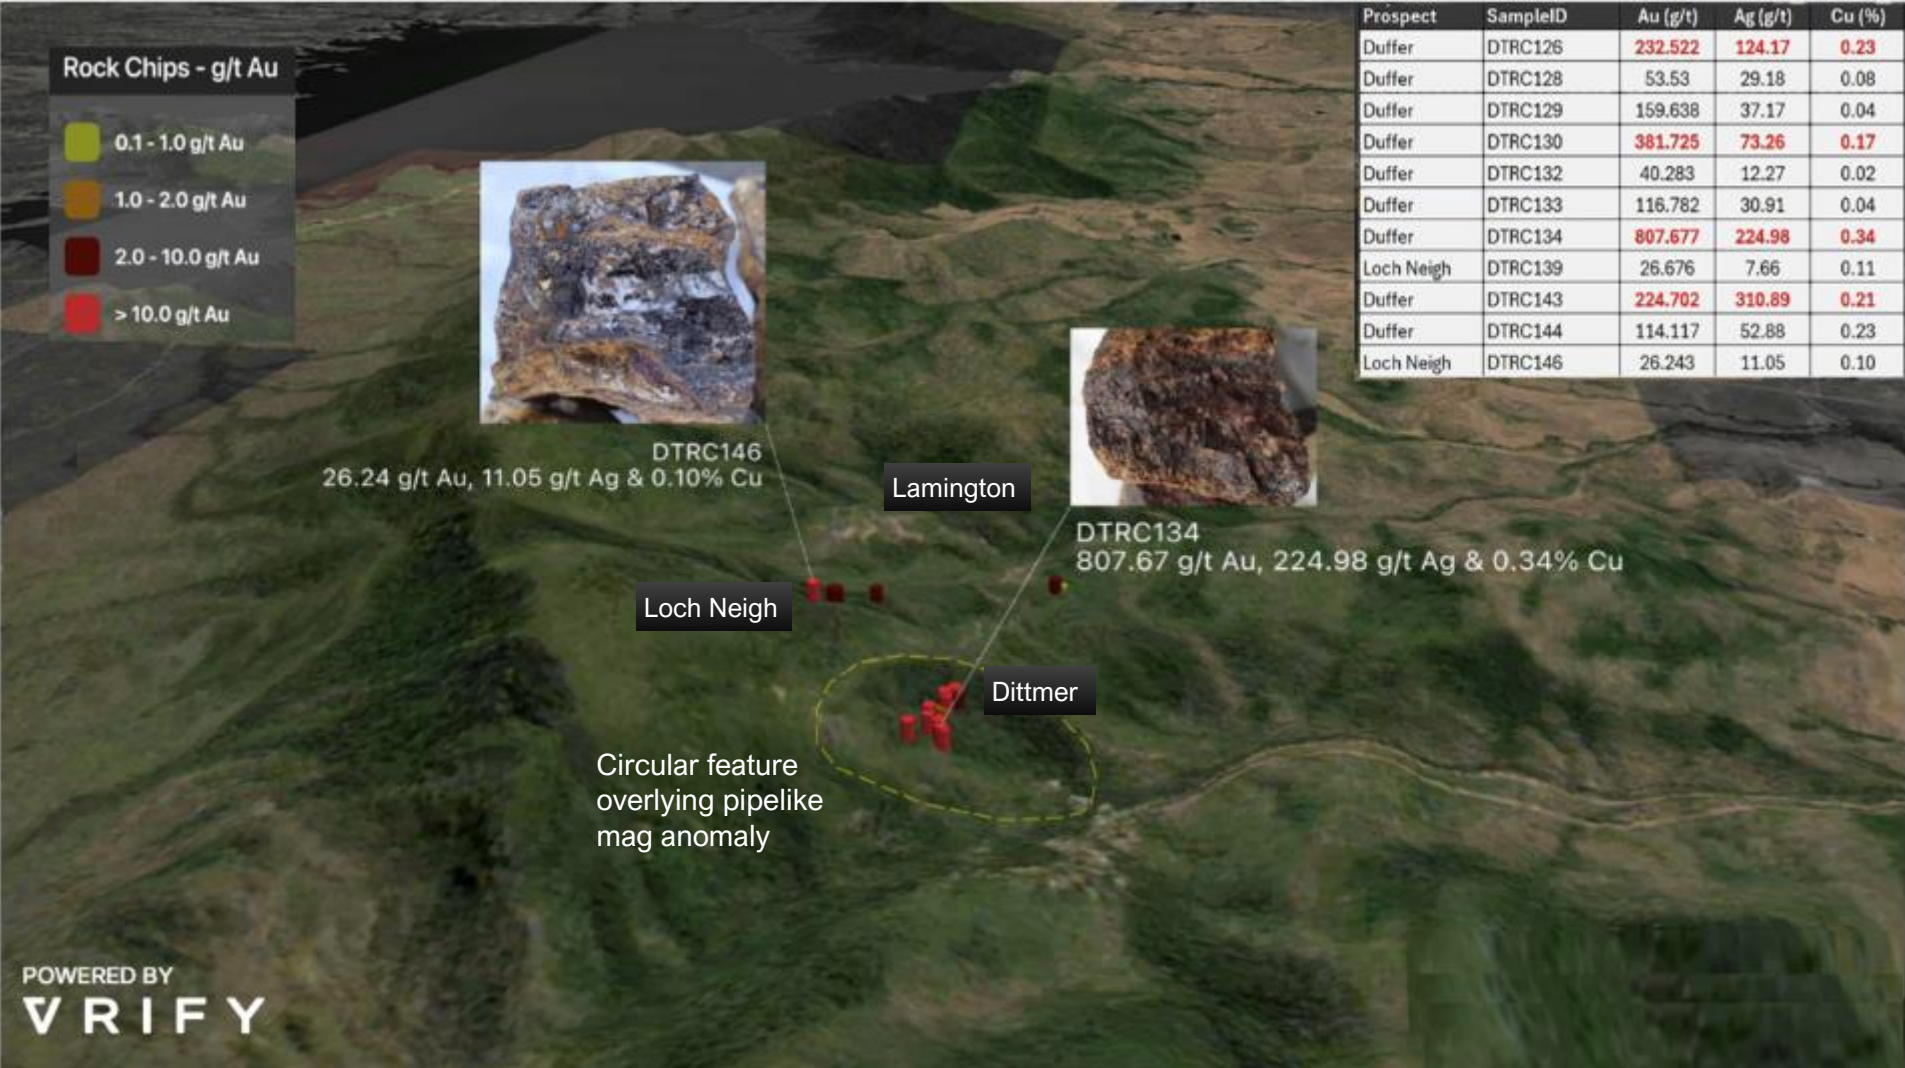 Rock Chips - g/t Au
0.1 - 1.0 g/t Au
1.0 - 2.0 g/t Au
2.0 - 10.0 g/t Au
> 10.0 g/t Au
Prospect SampleID Au (g/t) Ag (g/t) Cu (%)
Duffer DTRC126 232.522 124.17 0.23
Duffer DTRC128 53.53 29.18 0.08
Duffer DTRC129 159.638 37.17 0.04
Duffer DTRC130 381.725 73.26 0.17
Duffer DTRC132 40.283 12.27 0.02
Duffer DTRC133 116.782 30.91 0.04
Duffer DTRC134 807.677 224.98 0.34
Loch Neigh DTRC139 26.676 7.66 0.11
Duffer DTRC143 224.702 310.89 0.21
Duffer DTRC144 114.117 52.88 0.23
Loch Neigh DTRC146 26.243 11.05 0.10
DTRC146
26.24 g/t Au, 11.05 g/t Ag & 0.10% Cu
Lamington
DTRC134
807.67 g/t Au, 224.98 g/t Ag & 0.34% Cu
Loch Neigh
Dittmer
Circular feature
overlying pipelike
mag anomaly
POWERED BY
VRIFY